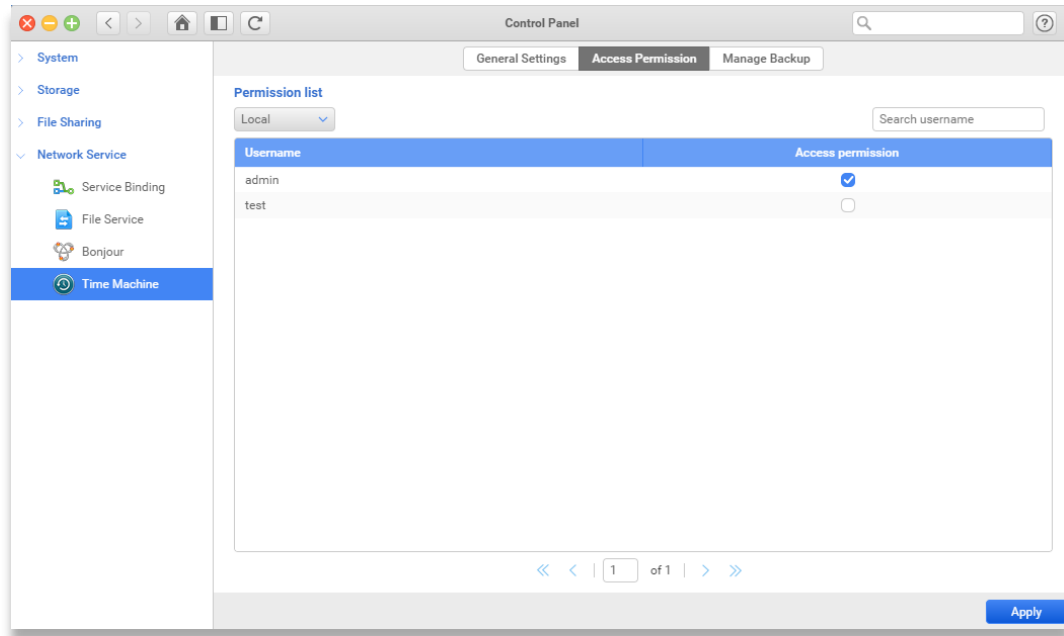 Control Panel
?
System
Storage
File Sharing
Network Service
Service Binding
File Service
Bonjour
Time Machine
General Settings Access Permission Manage Backup
Permission list
Local
Search username
Username Access permission
admin
test
1 of 1
Apply